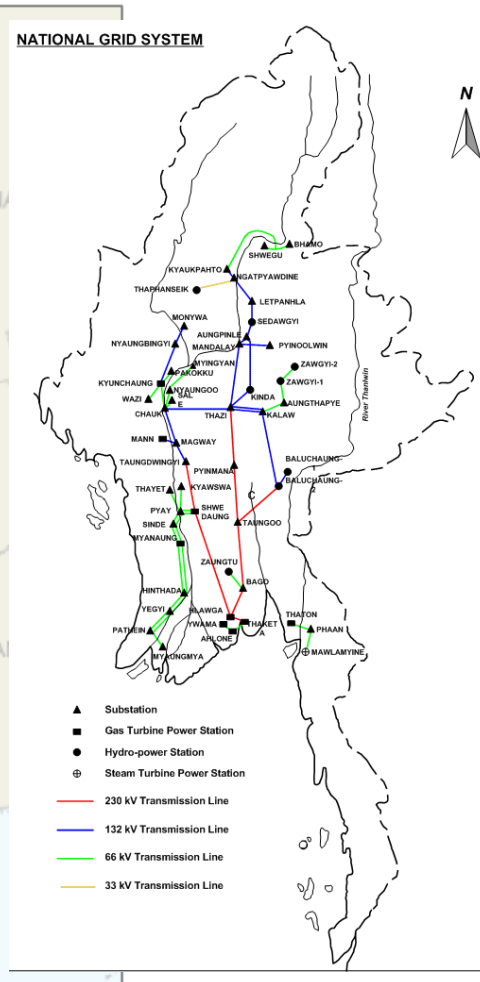 NATIONAL GRID SYSTEM
N
BHAMO
SHWEGU
KYAUKPAHTO
NGATPYAWDINE
THAPHANSEIK
LETPANHLA
SEDAWGYI
MONYWA
AUNGPINLE
NYAUNGBINGYI
MANDALAY
PYINOOLWIN
MYINGYAN
PAKOKKU
ZAWGYI-2
KYUNCHAUNG
ZAWGYI-1
NYAUNGOO
KINDA
WAZI
SAL
E
AUNGTHAPYE
CHAUK
THAZI
KALAW
River Thantwin
MANN
MAGWAY
TAUNGDWINGYI
PYINMANA
BALUCHAUNG-
1
BALUCHAUNG-
2
THAYET
KYAWSWA
C
PYAY
SHWE
DAUNG
SINDE
TAUNGOO
MYANAUNG
ZAUNGTU
HINTHADA
BAGO
YEGYI
HLAWGA
YWAMA
THAKET
A
THATON
PATHEIN
AHLONE
PHAAN
MYAUNGMYA
MAWLAMYINE
Substation
Gas Turbine Power Station
Hydro-power Station
Steam Turbine Power Station
230 kV Transmission Line
132 kV Transmission Line
66 kV Transmission Line
33 kV Transmission Line